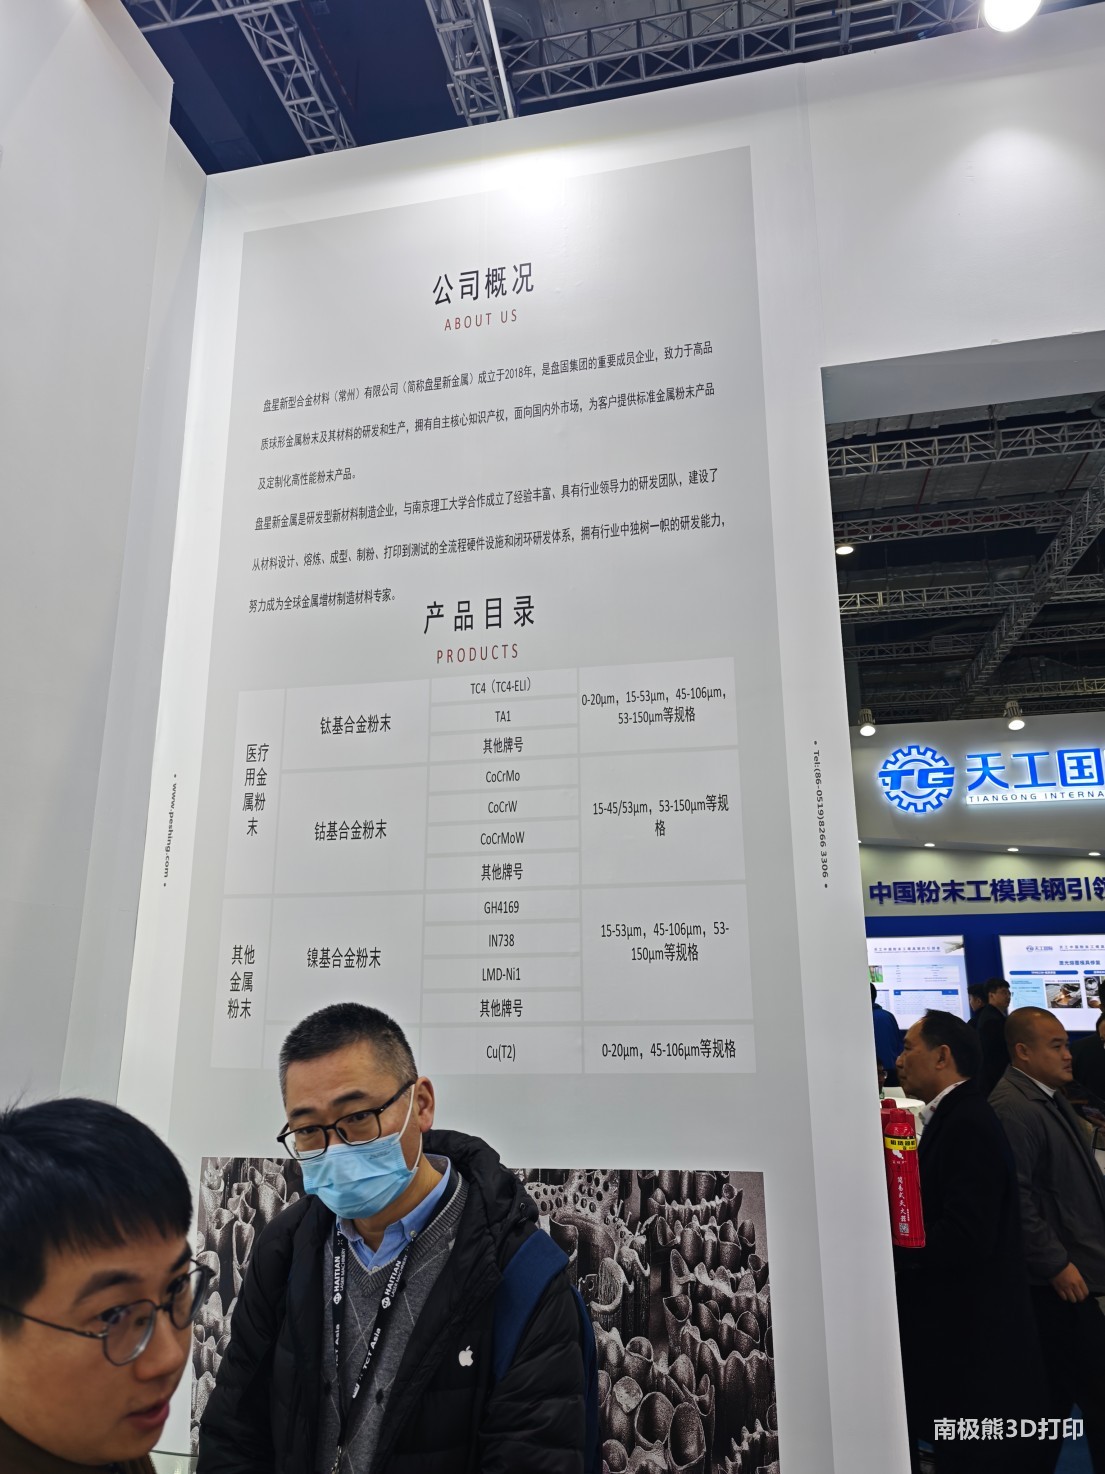 公司概况
ABOUT US
盘星新型合金材料（常州）有限公司（简称盘星新金属）成立于2018年，是盘固集团的重要成员企业，致力于高品
质球形金属粉末及其材料的研发和生产，拥有自主核心知识产权，面向国内外市场，为客户提供标准金属粉末产品
及定制化高性能粉末产品。
盘星新金属是研发型新材料制造企业，与南京理工大学合作成立了经验丰富、具有行业领导力的研发团队，建设了
从材料设计、熔炼、成型、制粉、打印到测试的全流程硬件设施和闭环研发体系，拥有行业中独树一帜的研发能力，
努力成为全球金属增材制造材料专家。
产品目录
PRODUCTS
医疗
用金
属粉
末
钛基合金粉末
TC4（TC4-ELI）
TA1
其他牌号
0-20μm，15-53μm，45-106μm，
53-150μm等规格
钴基合金粉末
CoCrMo
CoCrW
CoCrMoW
其他牌号
15-45/53μm，53-150μm等规
格
其他
金属
粉末
镍基合金粉末
GH4169
IN738
LMD-Ni1
其他牌号
15-53μm，45-106μm，53-
150μm等规格
Cu(T2)
0-20μm，45-106μm等规格
• www.peshing.com •
• Tel:(86-0519)8266 3306 •
TG
天工国
TIANGONG INTERNA
中国粉末工模具钢引领
HAITIAN
HAITIAN
TCT Asia
TCT Asia
南极熊3D打印